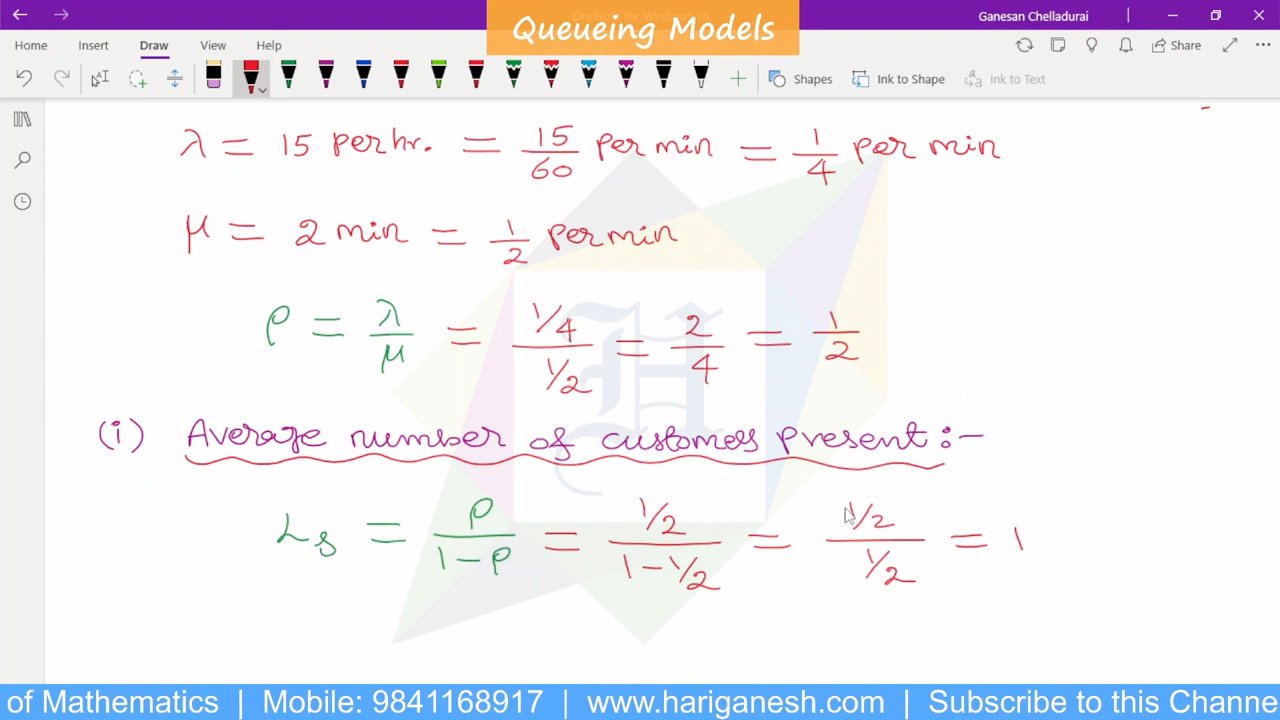 Queueing Models
Ganesan Chelladurai
Home Insert Draw View Help Share
Shapes Ink to Shape Ink to Text
λ = 15 per hr. = 15/60 per min = 1/4 per min
μ = 2 min = 1/2 per min
ρ = λ/μ = (1/4)/(1/2) = 2/4 = 1/2
(i) Average number of customers present:-
Ls = ρ/(1-ρ) = (1/2)/(1-1/2) = (1/2)/(1/2) = 1
of Mathematics | Mobile: 9841168917 | www.hariganesh.com | Subscribe to this Channe